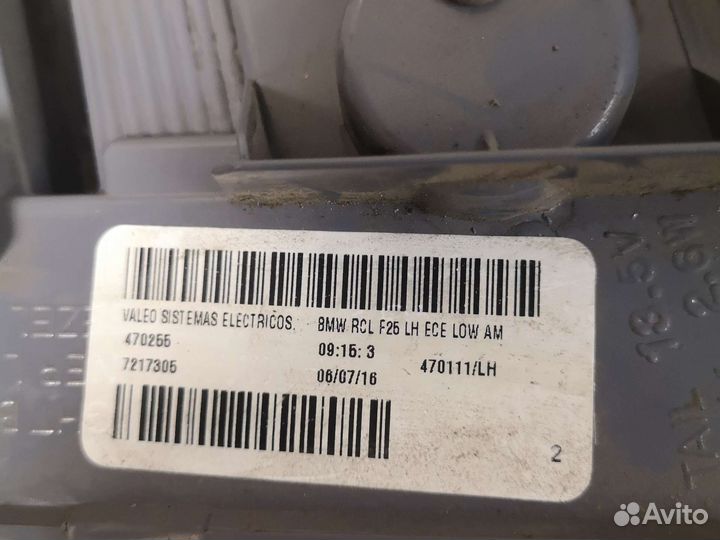 VALEO SISTEMAS ELECTRICOS. BMW RCL F25 LH ECE LOW AM
470255 09:15: 3 470111/LH
7217305 06/07/16
2
13.5V
TAIL
Avito